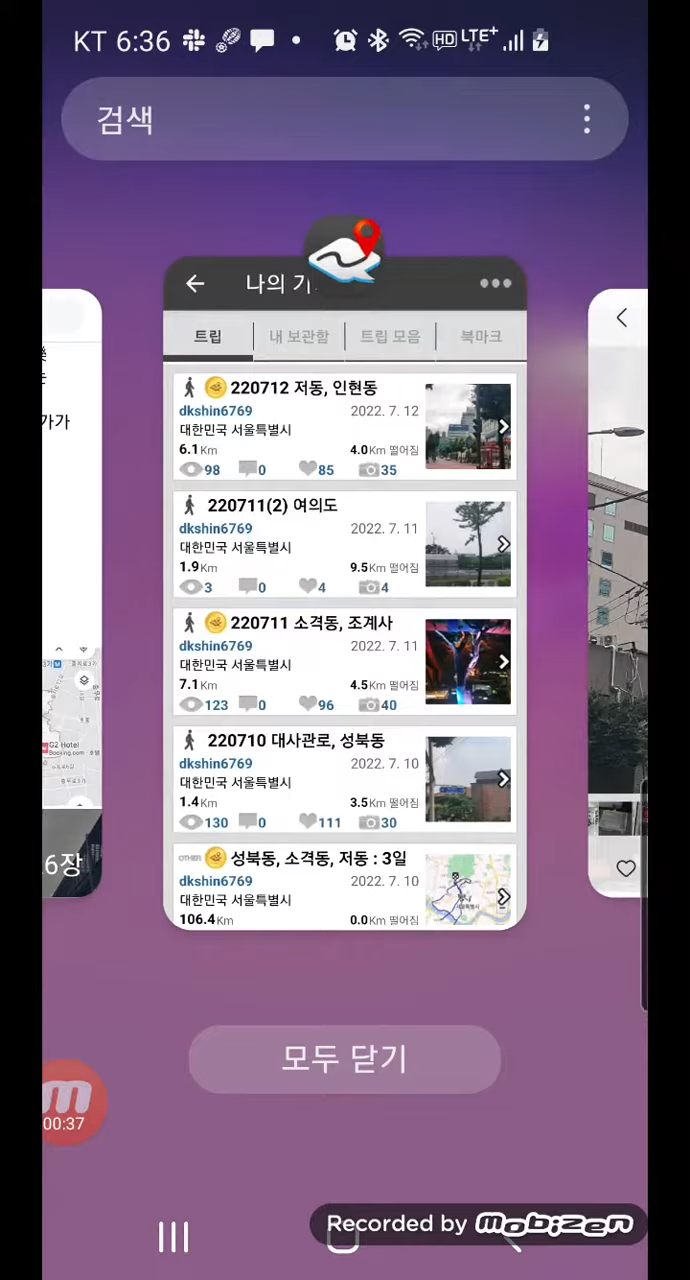 KT 6:36 HD LTE+
검색
나의 기
트립 내 보관함 트립 모음 북마크
220712 저동, 인현동
dkshin6769 2022. 7. 12
대한민국 서울특별시
6.1Km 4.0Km 떨어짐
98 0 85 35
220711(2) 여의도
dkshin6769 2022. 7. 11
대한민국 서울특별시
1.9Km 9.5Km 떨어짐
3 0 4 4
220711 소격동, 조계사
dkshin6769 2022. 7. 11
대한민국 서울특별시
7.1Km 4.5Km 떨어짐
123 0 96 40
220710 대사관로, 성북동
dkshin6769 2022. 7. 10
대한민국 서울특별시
1.4Km 3.5Km 떨어짐
130 0 111 30
OTHER 성북동, 소격동, 저동 : 3일
dkshin6769 2022. 7. 10
대한민국 서울특별시
106.4Km 0.0Km 떨어짐
가가
G2 Hotel
Booking.com
6장
모두 닫기
m
00:37
Recorded by mobizen